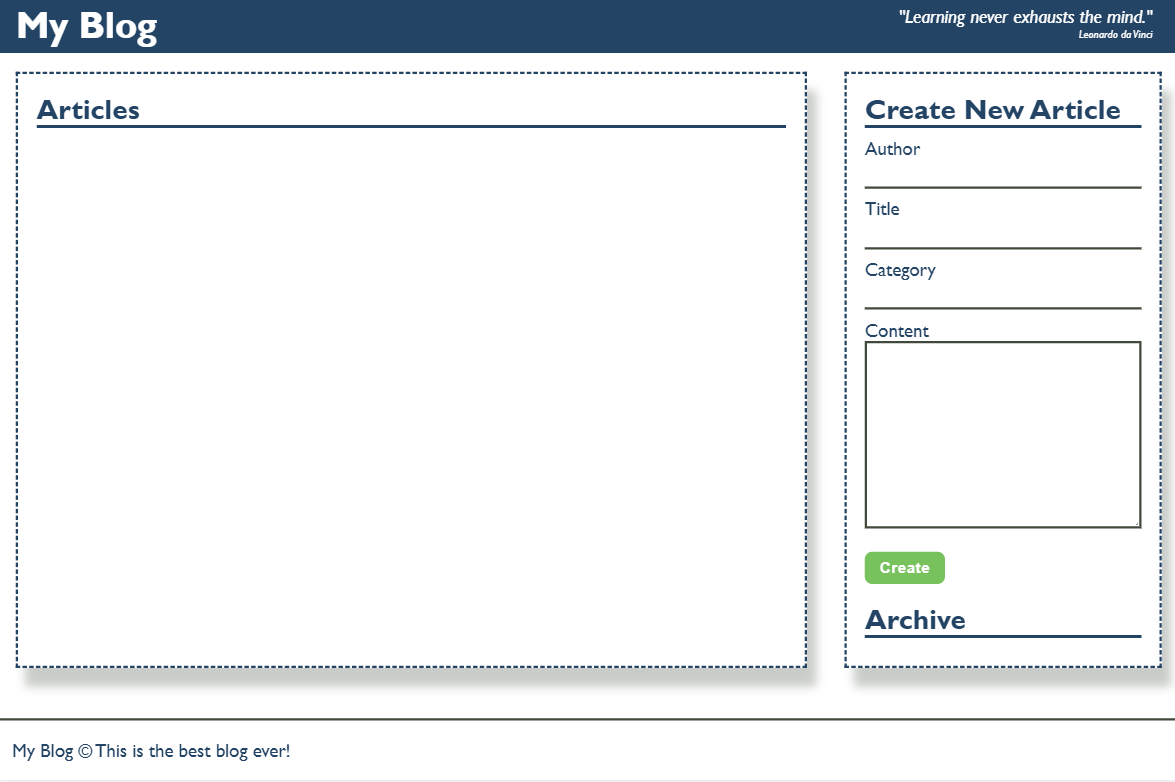 My Blog
"Learning never exhausts the mind."
Leonardo da Vinci
Articles
Create New Article
Author
Title
Category
Content
Create
Archive
My Blog © This is the best blog ever!